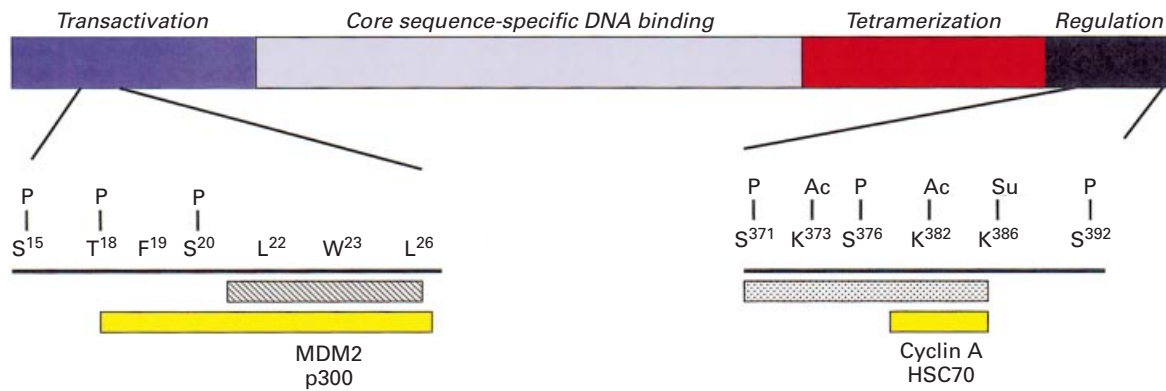 Transactivation Core sequence-specific DNA binding Tetramerization Regulation
P P P
S15 T18 F19 S20 L22 W23 L26
MDM2
p300
P Ac P Ac Su P
S371 K373 S376 K382 K386 S392
Cyclin A
HSC70